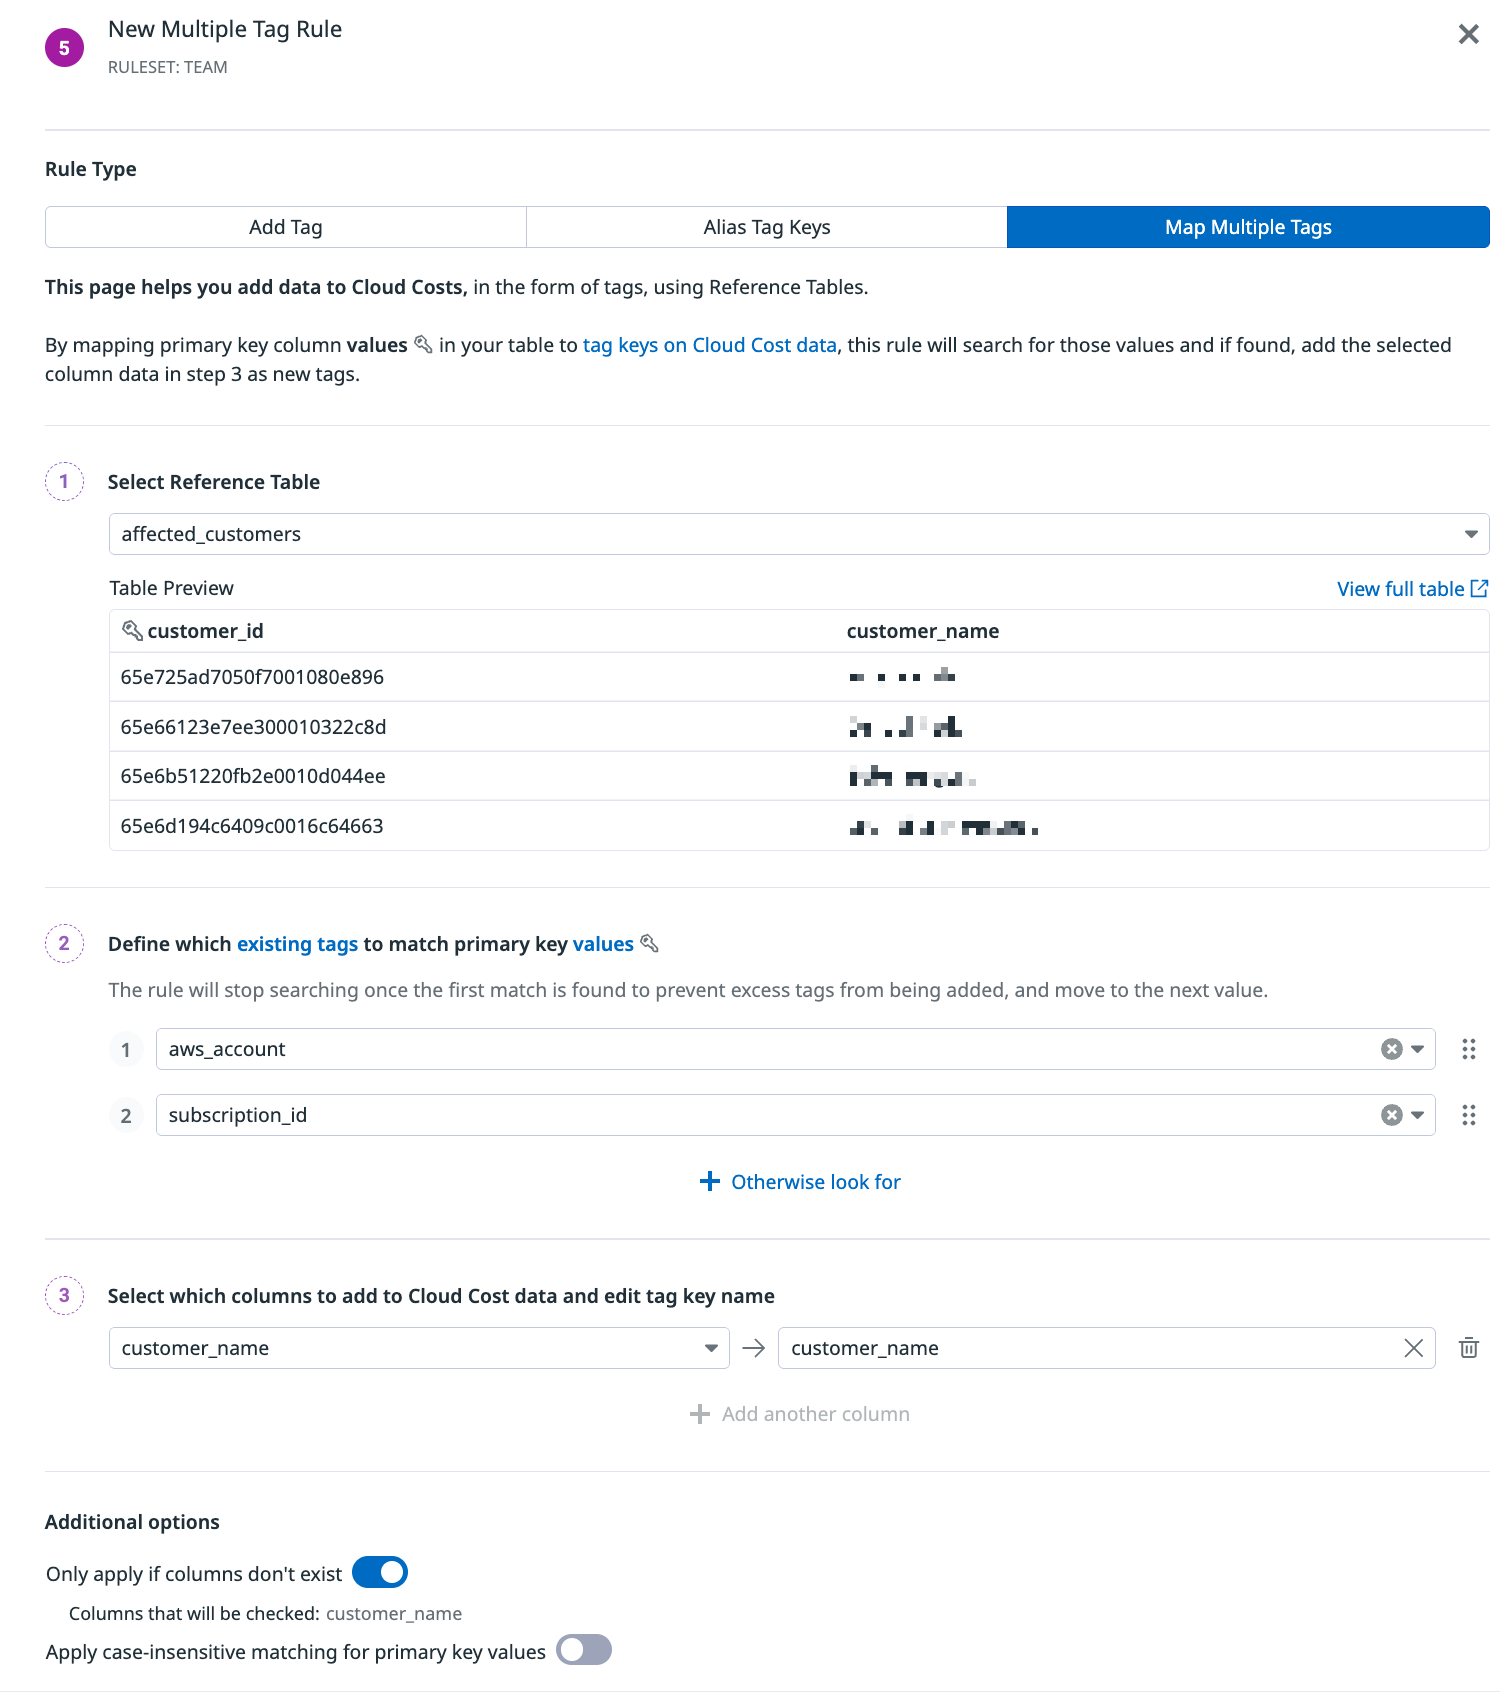 5
New Multiple Tag Rule
RULESET: TEAM
Rule Type
Add Tag
Alias Tag Keys
Map Multiple Tags
This page helps you add data to Cloud Costs, in the form of tags, using Reference Tables.
By mapping primary key column values in your table to tag keys on Cloud Cost data, this rule will search for those values and if found, add the selected
column data in step 3 as new tags.
1
Select Reference Table
affected_customers
Table Preview
View full table
customer_id
customer_name
65e725ad7050f7001080e896
65e66123e7ee300010322c8d
65e6b51220fb2e0010d044ee
65e6d194c6409c0016c64663
2
Define which existing tags to match primary key values
The rule will stop searching once the first match is found to prevent excess tags from being added, and move to the next value.
1
aws_account
2
subscription_id
Otherwise look for
3
Select which columns to add to Cloud Cost data and edit tag key name
customer_name
customer_name
Add another column
Additional options
Only apply if columns don't exist
Columns that will be checked: customer_name
Apply case-insensitive matching for primary key values